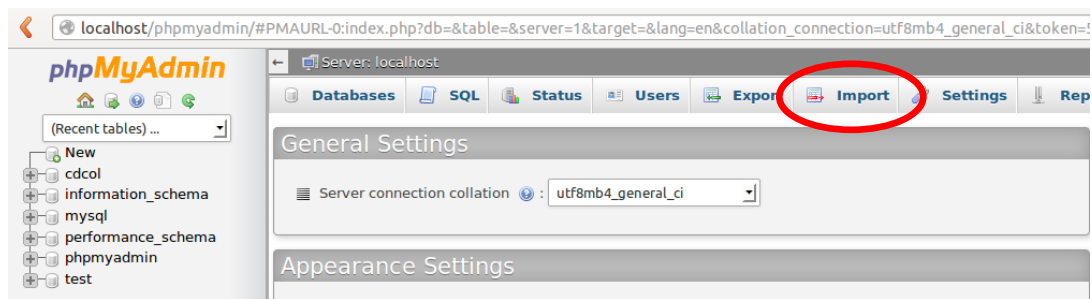 localhost/phpmyadmin/#PMAURL-0:index.php?db=&table=&server=1&target=&lang=en&collation_connection=utf8mb4_general_ci&token=5
phpMyAdmin
Server: localhost
Databases SQL Status Users Export Import Settings Rep
(Recent tables) ...
New
cdcol
information_schema
mysql
performance_schema
phpmyadmin
test
General Settings
Server connection collation : utf8mb4_general_ci
Appearance Settings